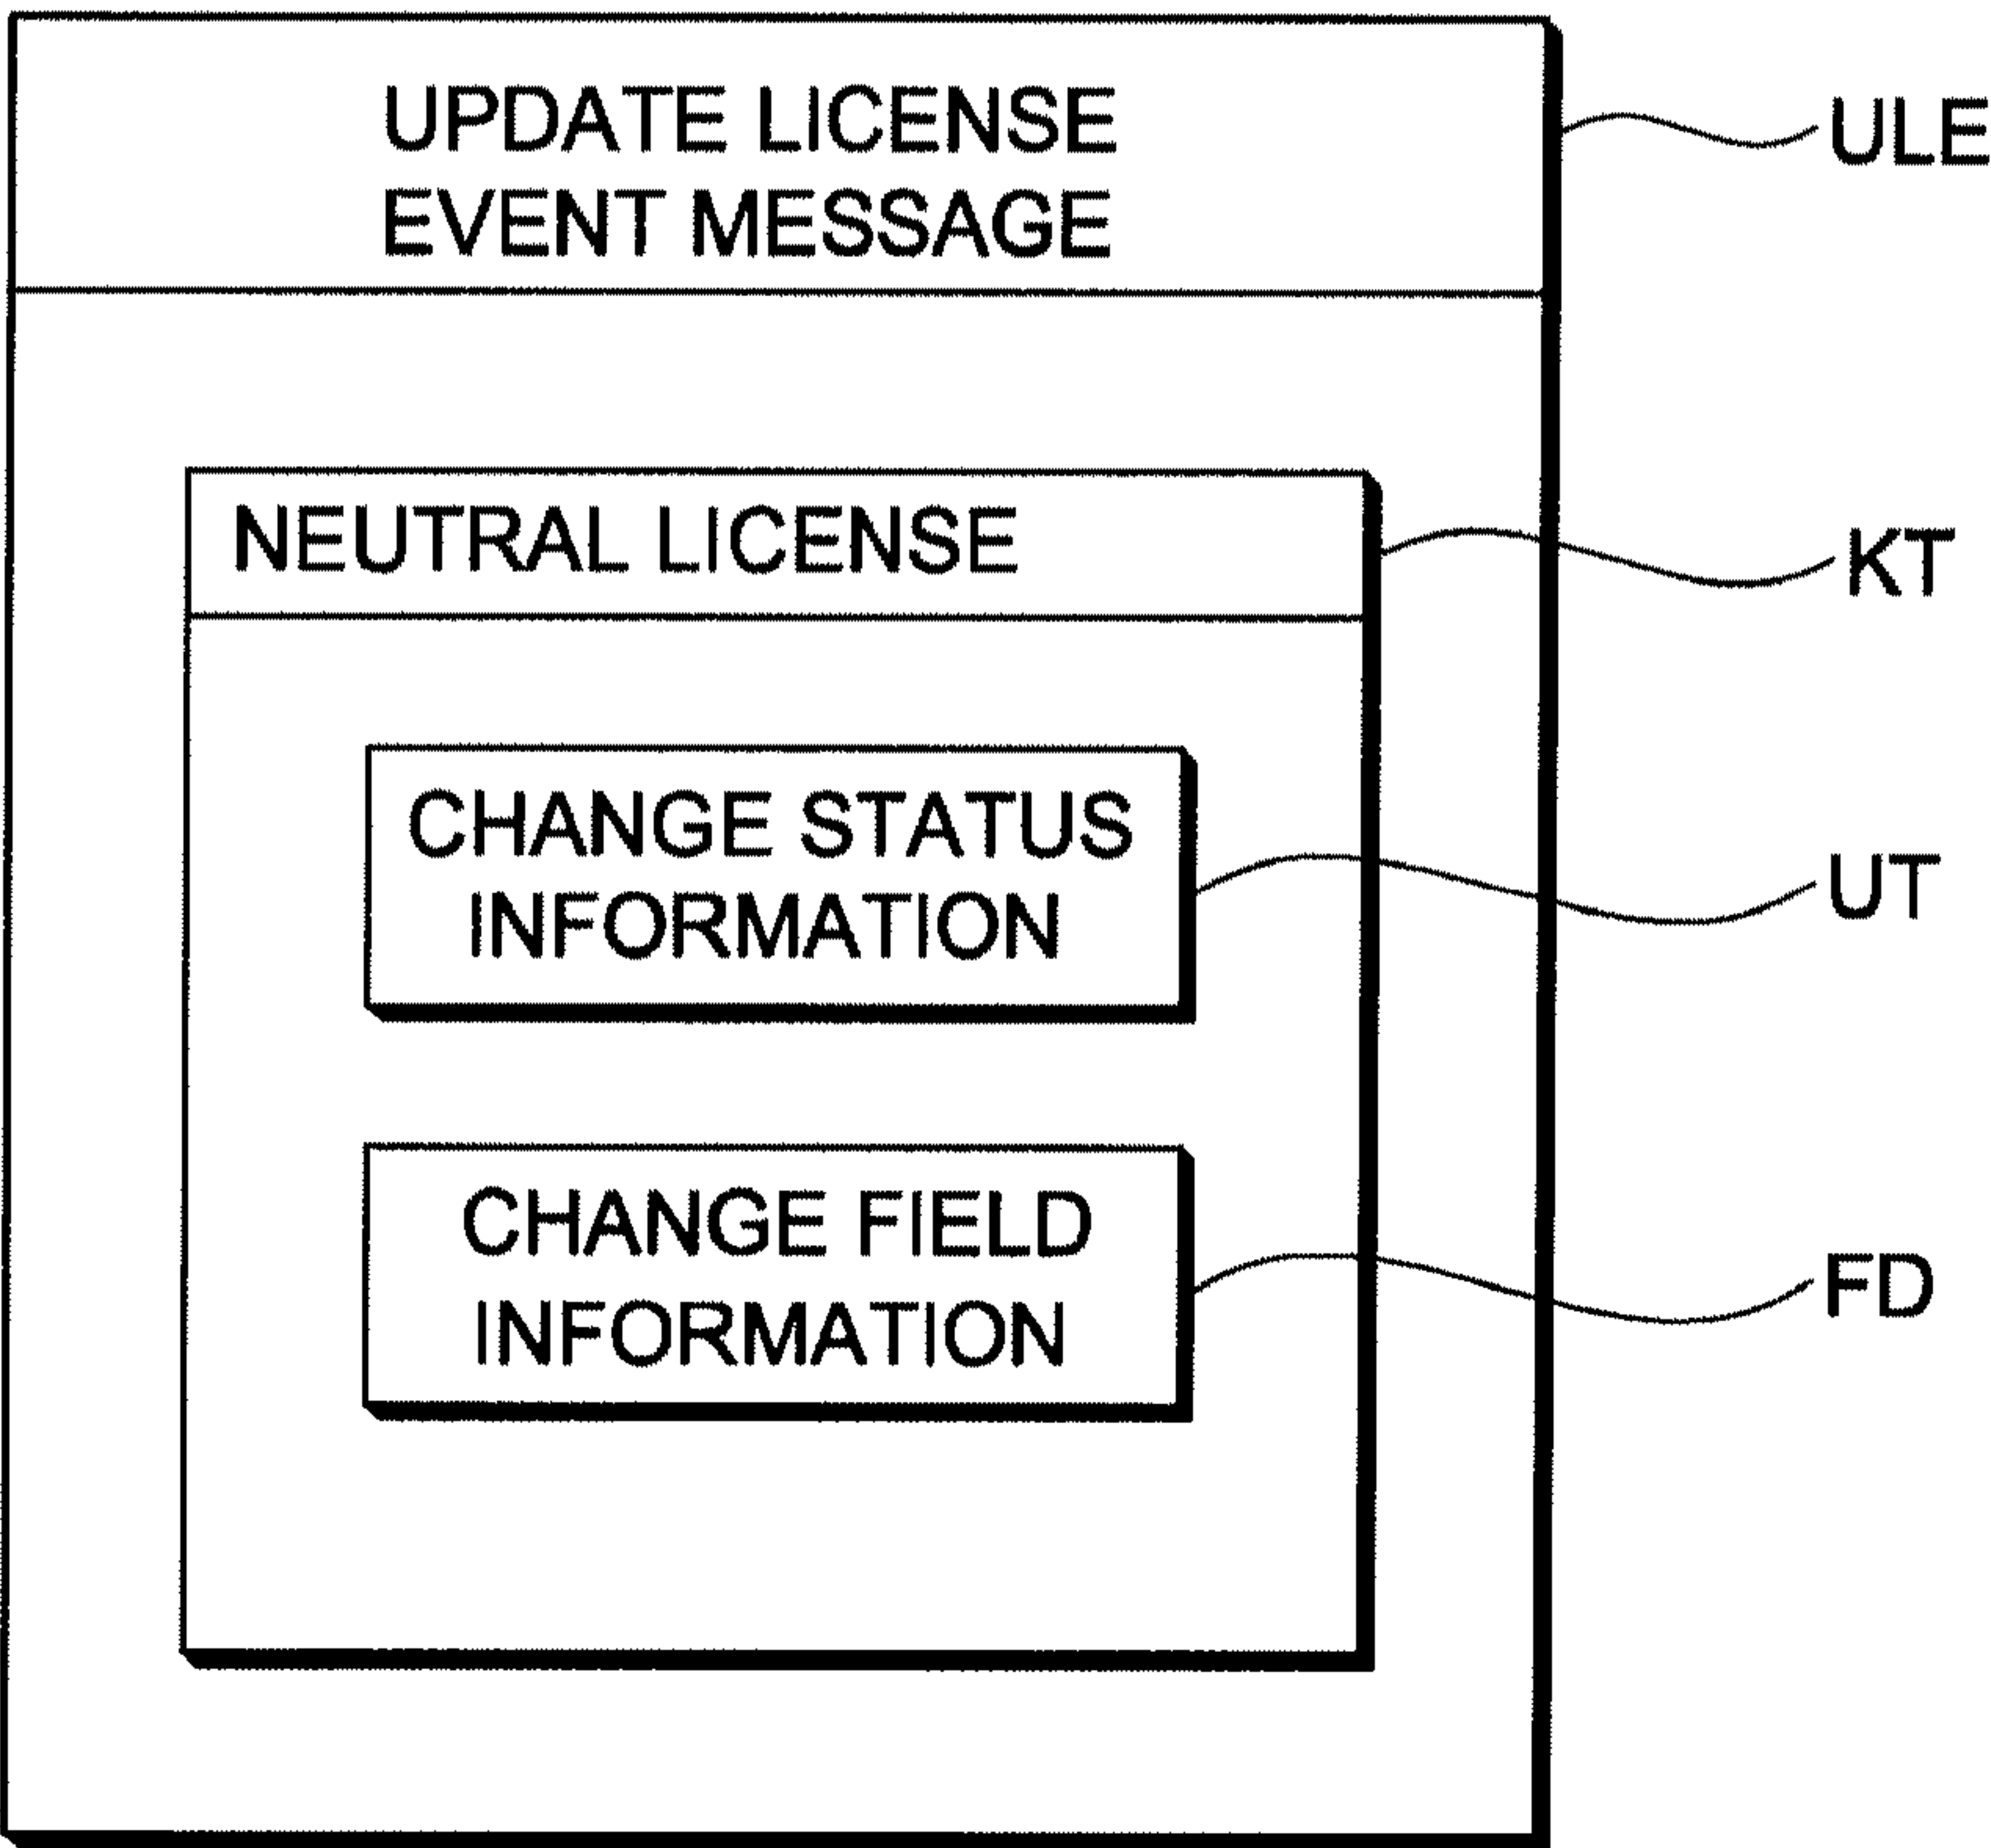 UPDATE LICENSE
EVENT MESSAGE
ULE
NEUTRAL LICENSE
KT
CHANGE STATUS
INFORMATION
UT
CHANGE FIELD
INFORMATION
FD